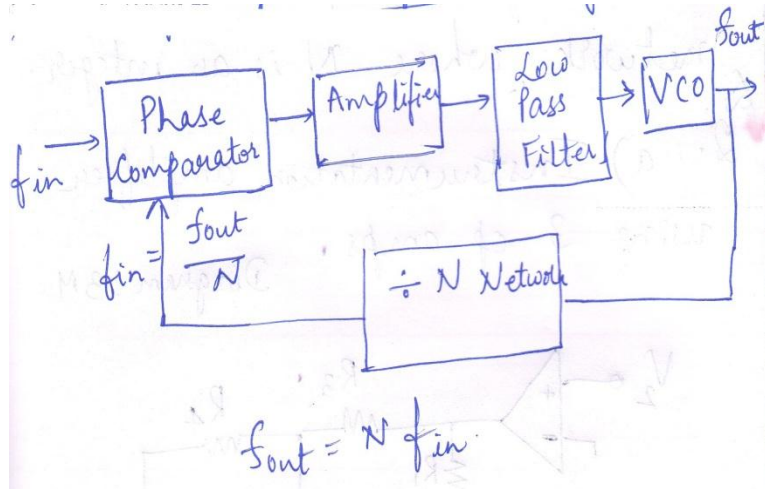 fin
Phase
Comparator
Amplifier
Low
Pass
Filter
VCO
fout
fin = fout
N
÷ N Network
fout = N fin.